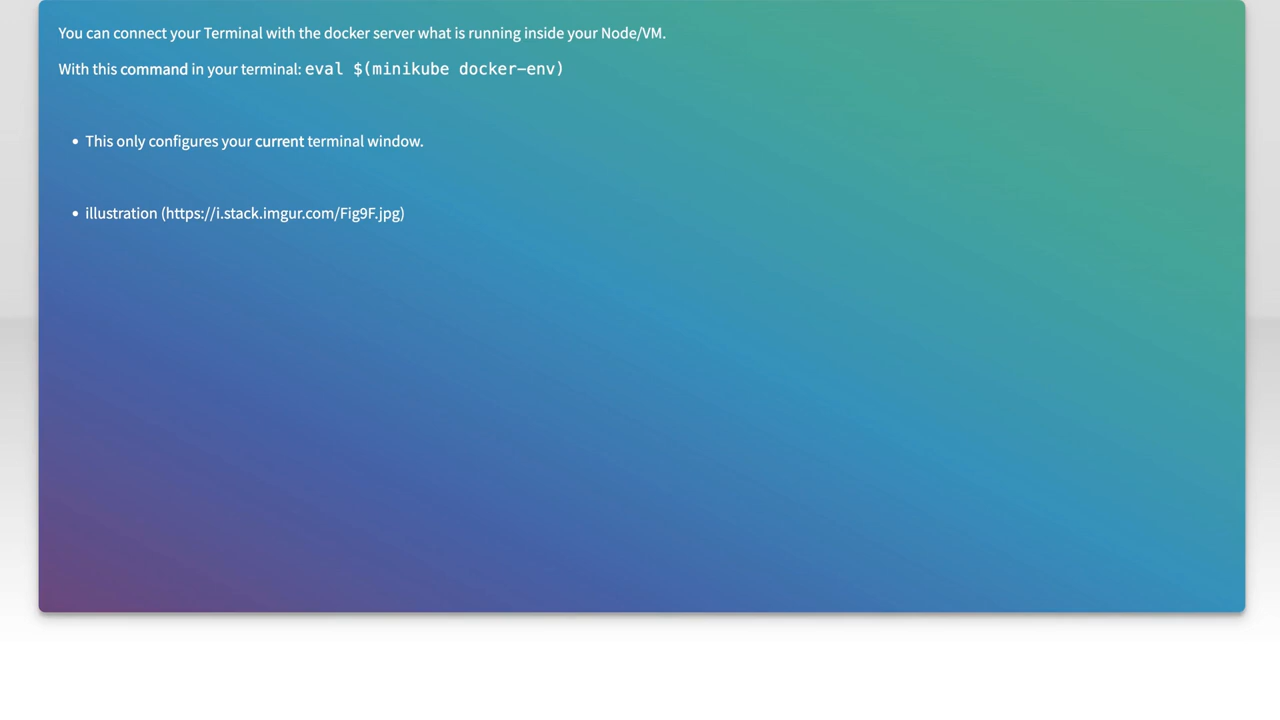 You can connect your Terminal with the docker server what is running inside your Node/VM.
With this command in your terminal: eval $(minikube docker-env)
• This only configures your current terminal window.
• illustration (https://i.stack.imgur.com/Fig9F.jpg)